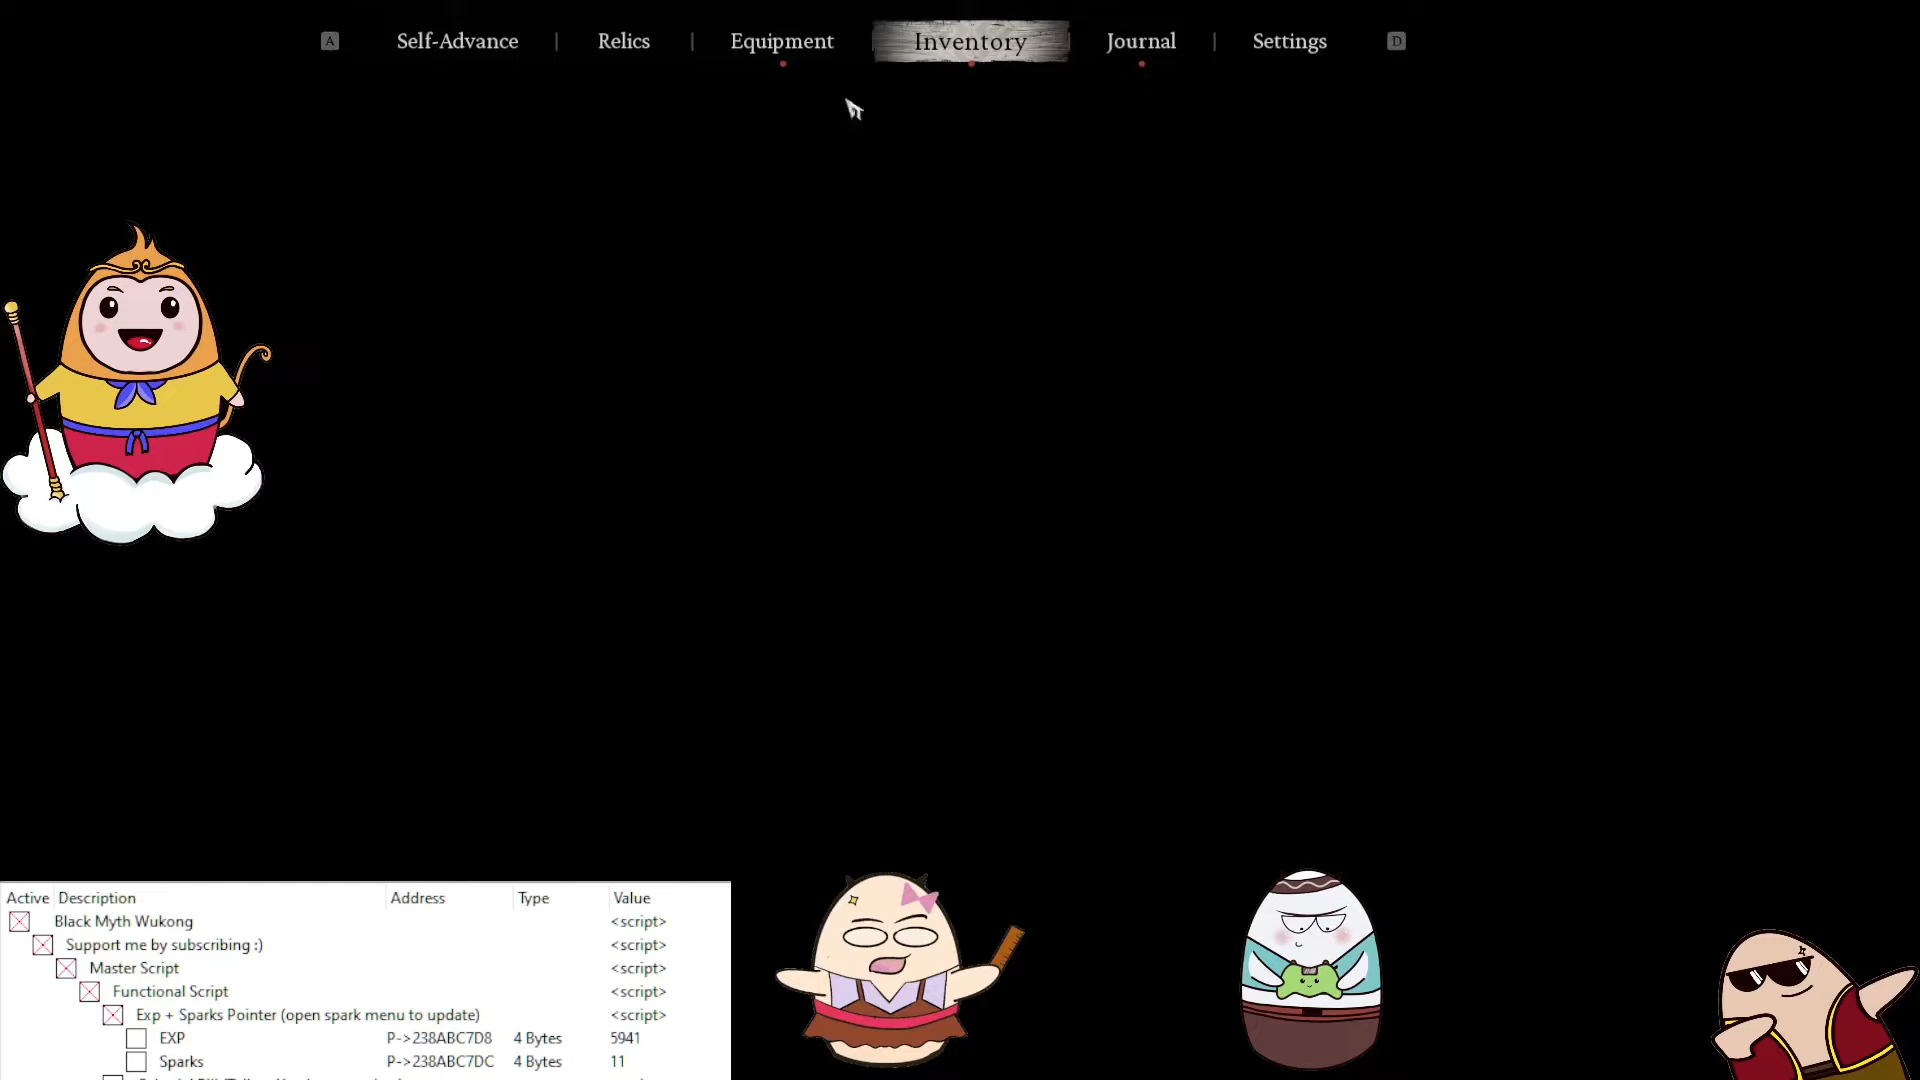 A Self-Advance | Relics | Equipment Inventory Journal | Settings D
Active Description Address Type Value
Black Myth Wukong <script>
Support me by subscribing :) <script>
Master Script <script>
Functional Script <script>
Exp + Sparks Pointer (open spark menu to update) <script>
EXP P->238ABC7D8 4 Bytes 5941
Sparks P->238ABC7DC 4 Bytes 11